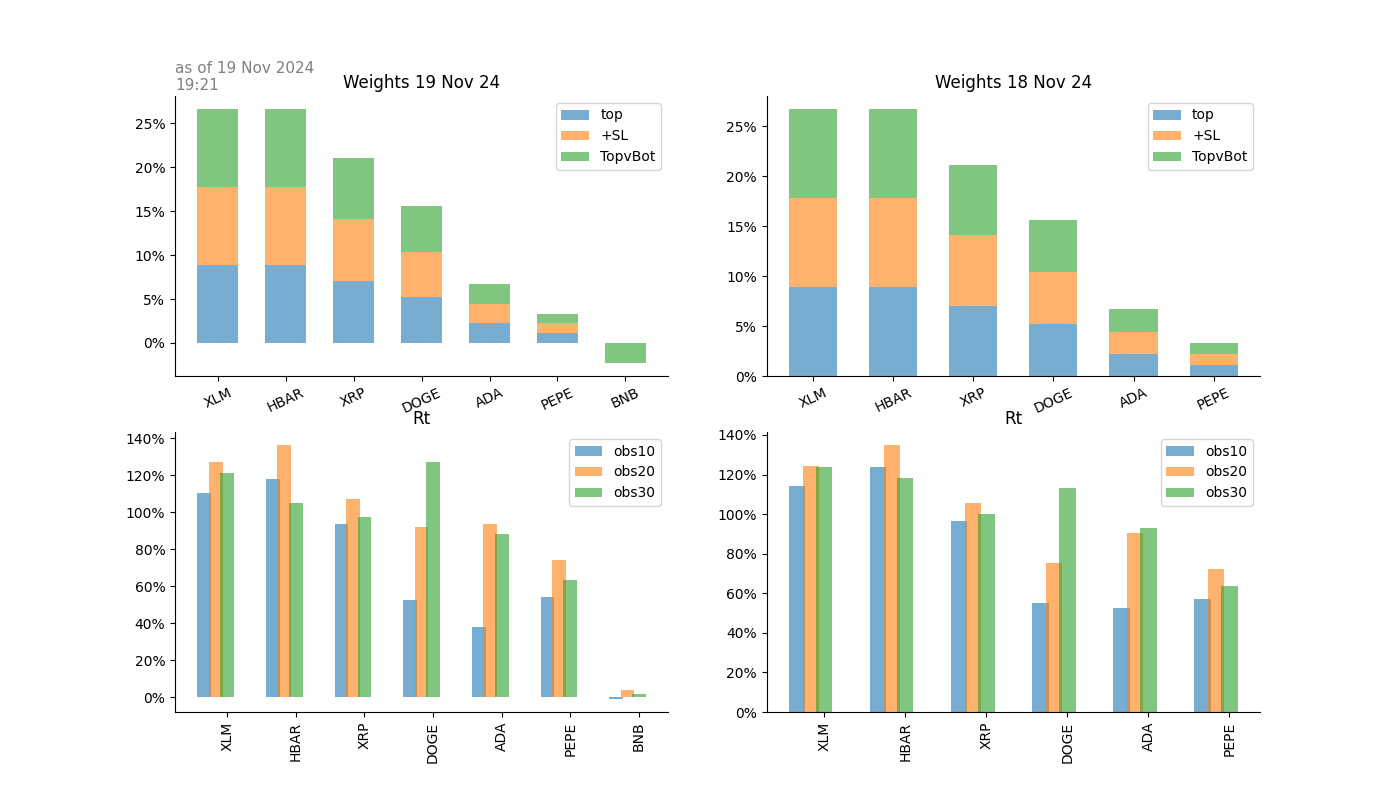 as of 19 Nov 2024
19:21
Weights 19 Nov 24
25%
20%
15%
10%
5%
0%
top
+SL
TopvBot
XLM
HBAR
XRP
DOGE
ADA
PEPE
BNB
Weights 18 Nov 24
25%
20%
15%
10%
5%
0%
top
+SL
TopvBot
XLM
HBAR
XRP
DOGE
ADA
PEPE
Rt
140%
120%
100%
80%
60%
40%
20%
0%
obs10
obs20
obs30
XLM
HBAR
XRP
DOGE
ADA
PEPE
BNB
Rt
140%
120%
100%
80%
60%
40%
20%
0%
obs10
obs20
obs30
XLM
HBAR
XRP
DOGE
ADA
PEPE